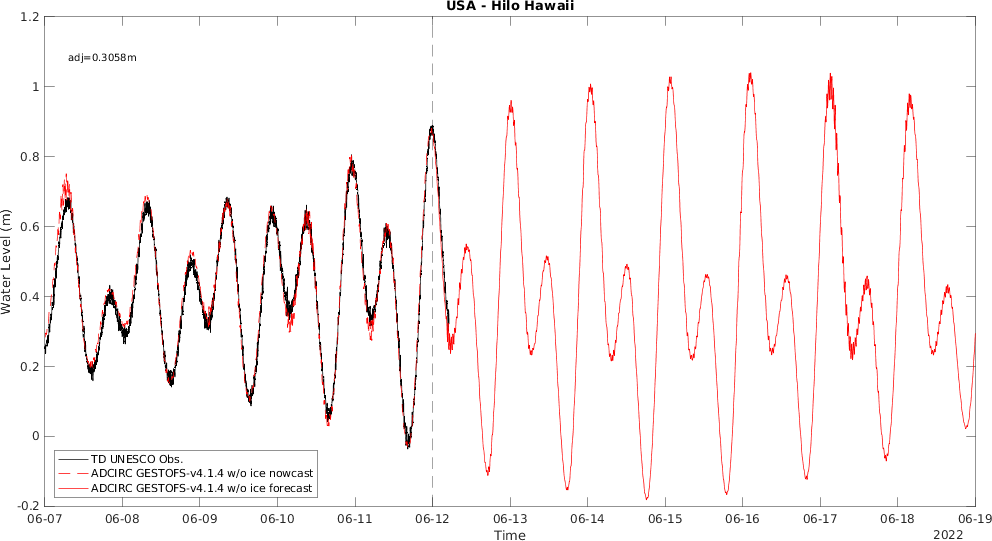 USA - Hilo Hawaii
adj=0.3058m
Water Level (m)
1.2
1
0.8
0.6
0.4
0.2
0
-0.2
TD UNESCO Obs.
ADCIRC GESTOFS-v4.1.4 w/o ice nowcast
ADCIRC GESTOFS-v4.1.4 w/o ice forecast
06-07 06-08 06-09 06-10 06-11 06-12 06-13 06-14 06-15 06-16 06-17 06-18 06-19
Time
2022